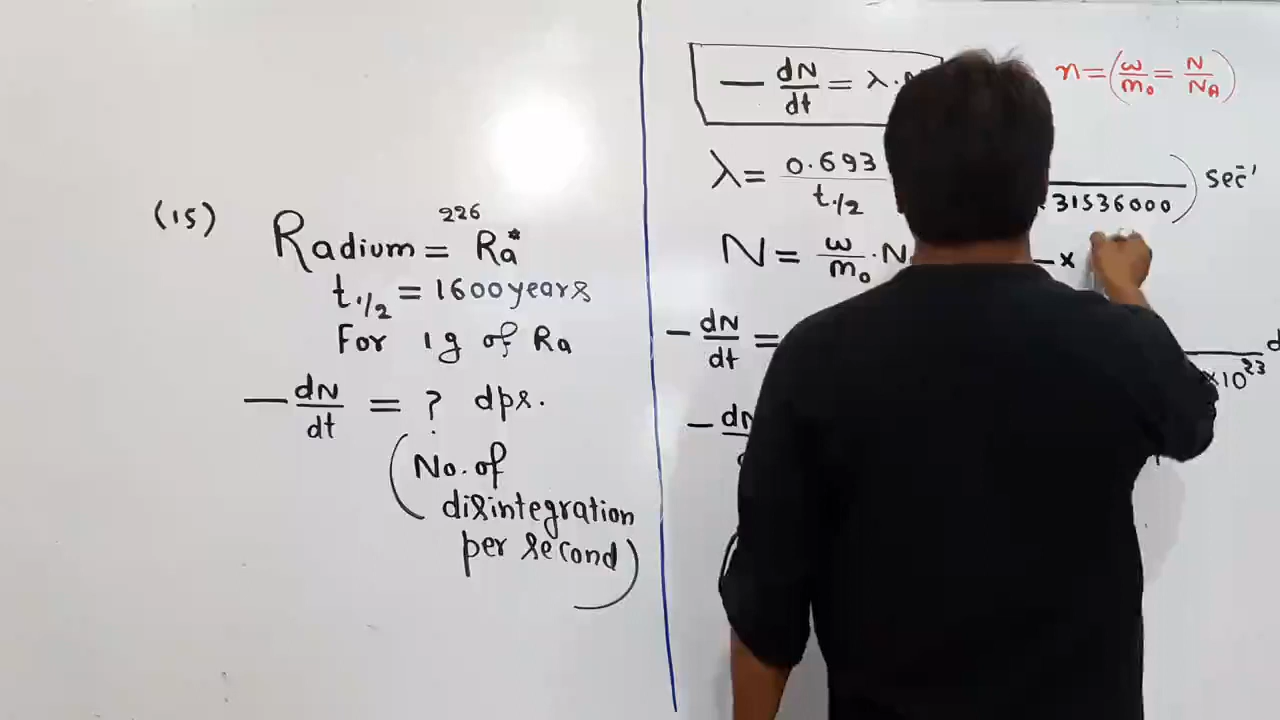 (15) Radium = ²²⁶Ra*
t₁/₂ = 1600 years
For 1g of Ra
− dN/dt = ? dps.
(No. of
disintegration
per second)
− dN/dt = λ.
n = (w/m₀ = N/N_A)
λ = 0.693/t₁/₂
31536000) sec⁻¹
N = w/m₀ . N
− x
− dN/dt =
×10²³
− dN